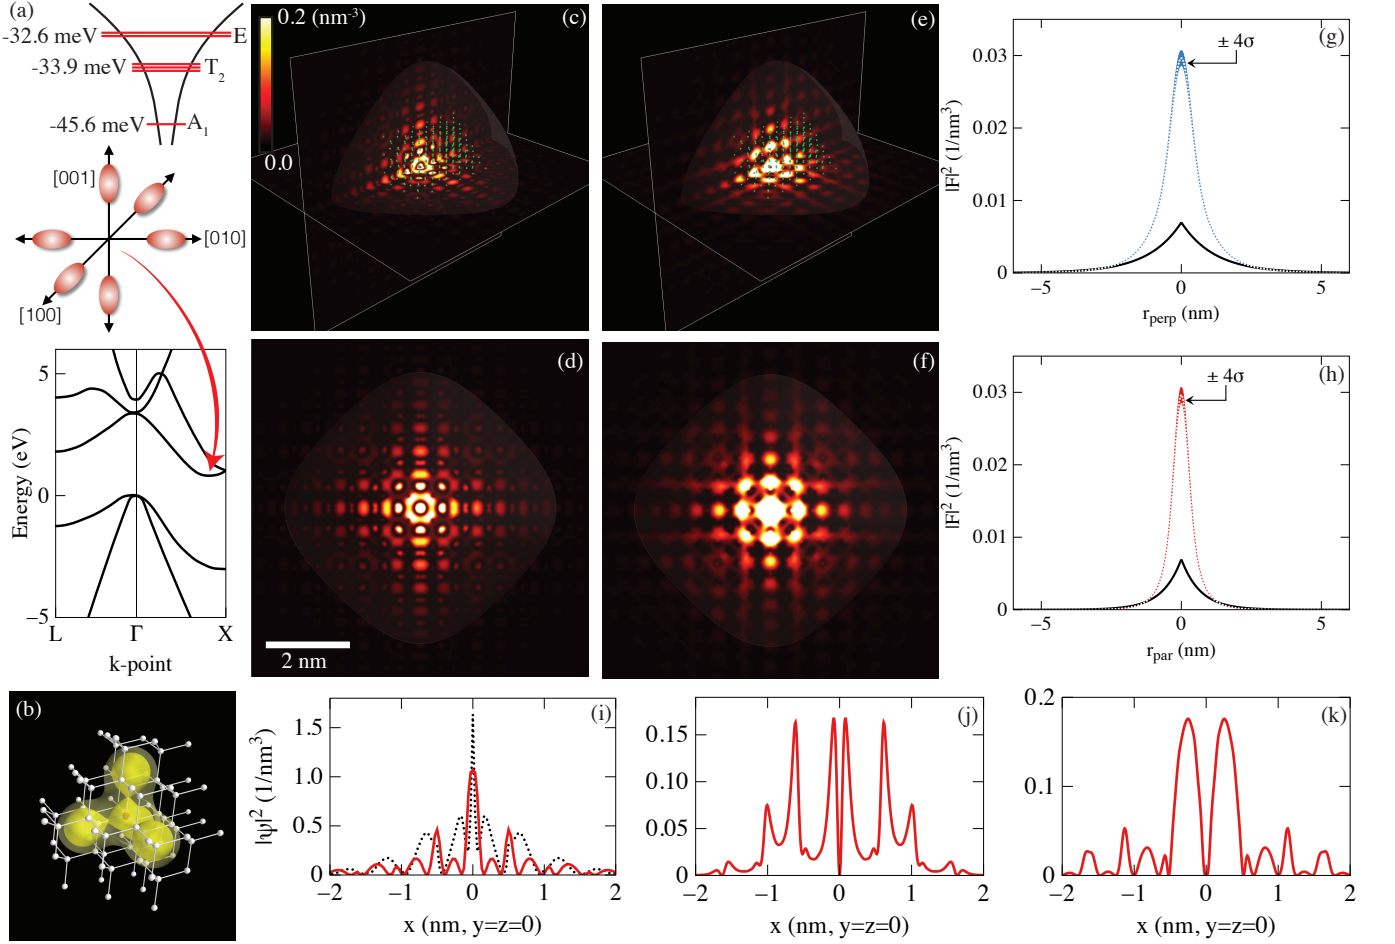 (a)
-32.6 meV
E
-33.9 meV
T₂
-45.6 meV
A₁
[001]
[010]
[100]
Energy (eV)
5
0
−5
L
Γ
X
k-point
(b)
0.2 (nm⁻³)
0.0
(c)
(d)
2 nm
(e)
(f)
(g)
± 4σ
|F|² (1/nm³)
0.03
0.02
0.01
0
−5
0
5
r_perp (nm)
(h)
± 4σ
|F|² (1/nm³)
0.03
0.02
0.01
0
−5
0
5
r_par (nm)
(i)
|ψ|² (1/nm³)
1.5
1.0
0.5
0
−2
−1
0
1
2
x (nm, y=z=0)
(j)
0.15
0.10
0.05
0
−2
−1
0
1
2
x (nm, y=z=0)
(k)
0.2
0.1
0
−2
−1
0
1
2
x (nm, y=z=0)